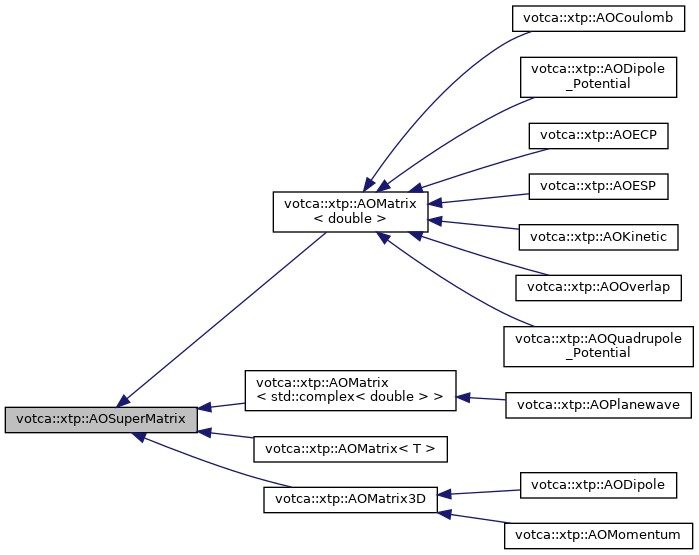 votca::xtp::AOCoulomb
votca::xtp::AODipole
_Potential
votca::xtp::AOECP
votca::xtp::AOESP
votca::xtp::AOMatrix
< double >
votca::xtp::AOKinetic
votca::xtp::AOOverlap
votca::xtp::AOQuadrupole
_Potential
votca::xtp::AOMatrix
< std::complex< double > >
votca::xtp::AOPlanewave
votca::xtp::AOSuperMatrix
votca::xtp::AOMatrix< T >
votca::xtp::AODipole
votca::xtp::AOMatrix3D
votca::xtp::AOMomentum